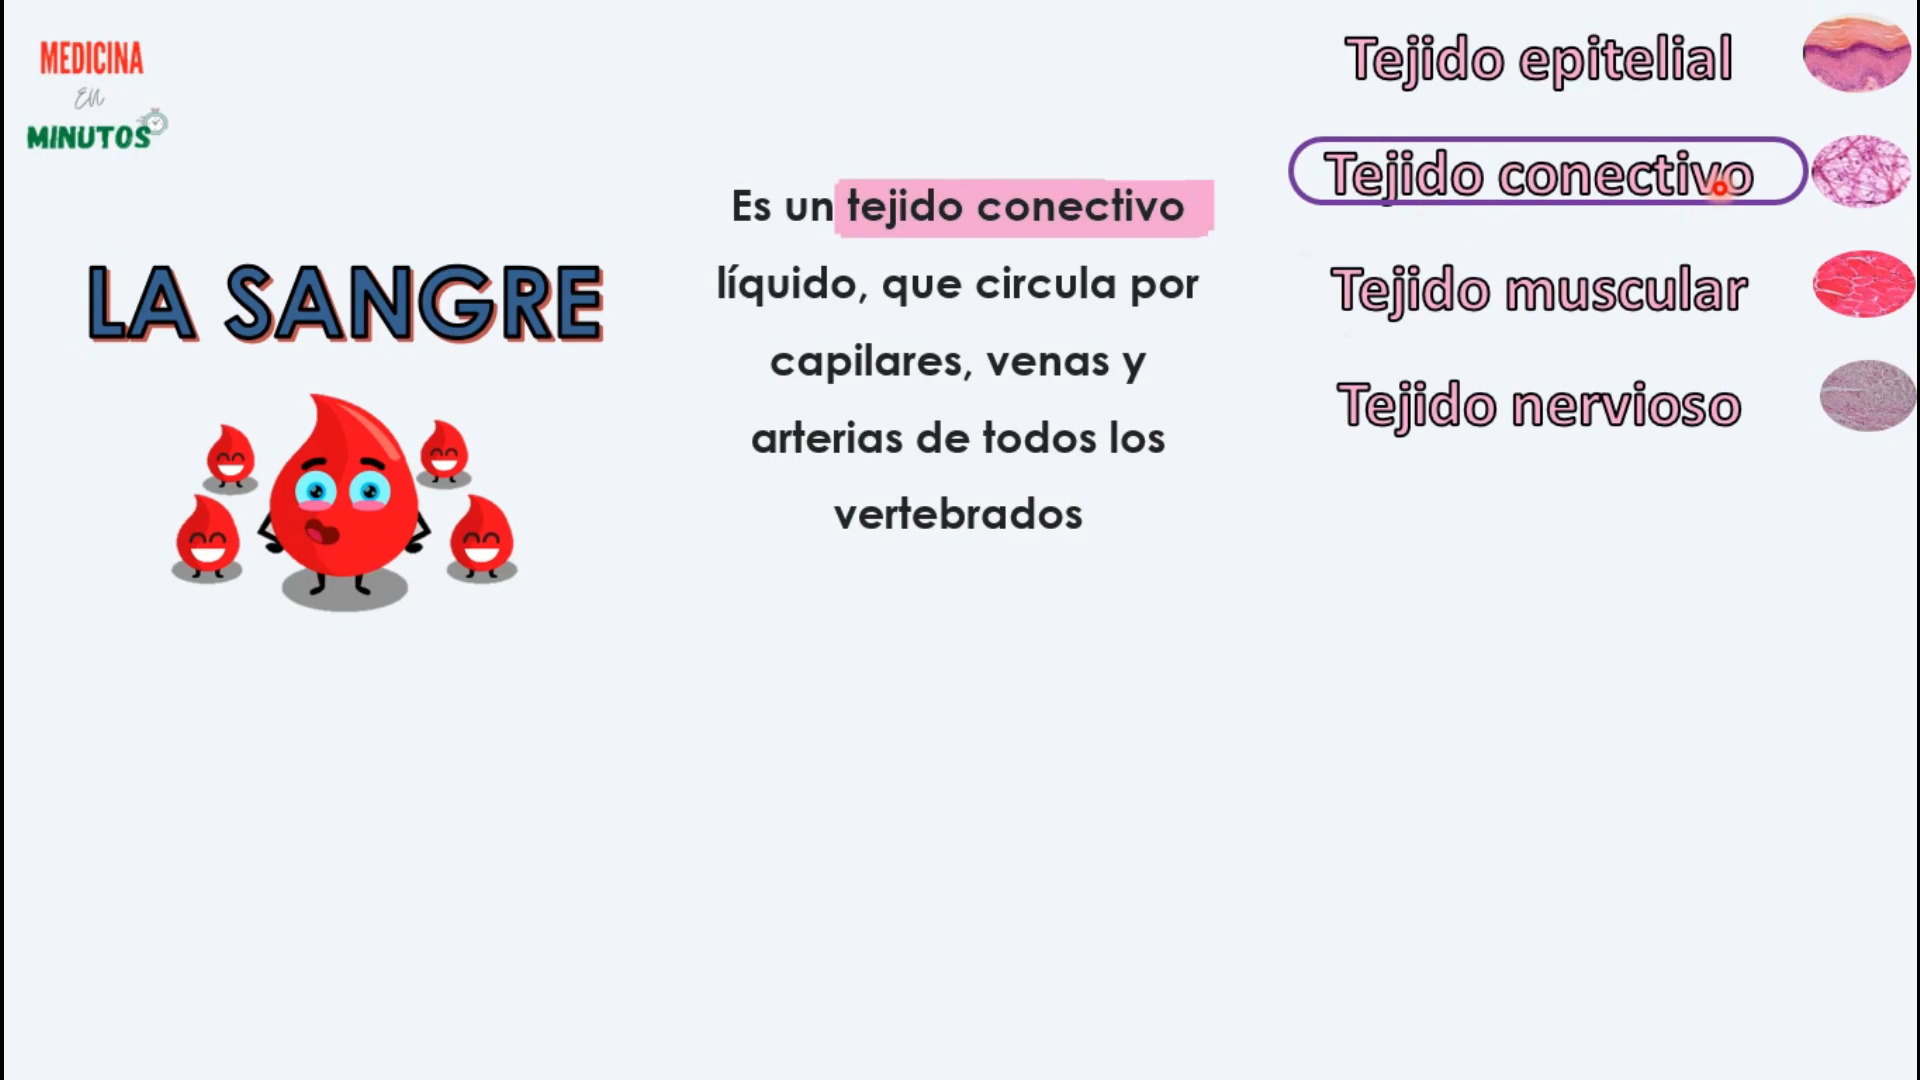 MEDICINA
en
MINUTOS
LA SANGRE
Es un tejido conectivo
líquido, que circula por
capilares, venas y
arterias de todos los
vertebrados
Tejido epitelial
Tejido conectivo
Tejido muscular
Tejido nervioso